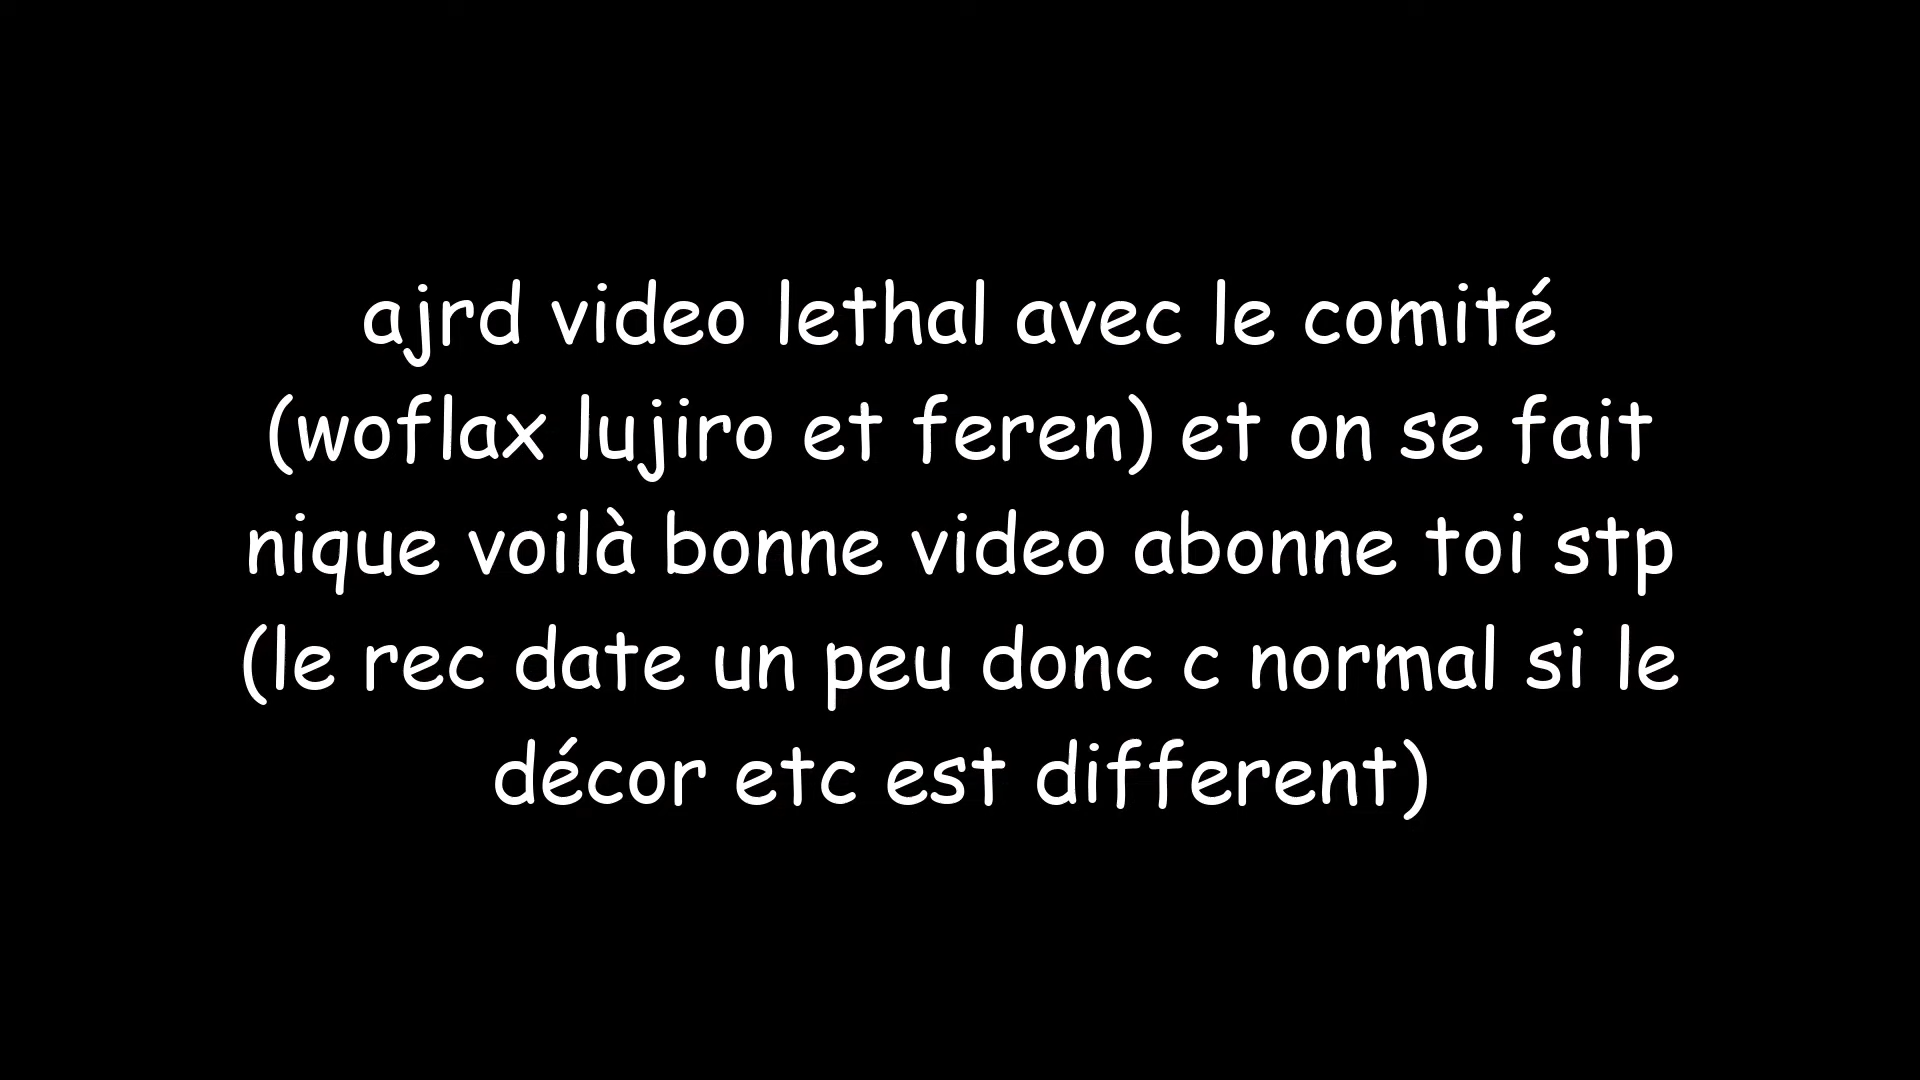 ajrd video lethal avec le comité
(woflax lujiro et feren) et on se fait
nique voilà bonne video abonne toi stp
(le rec date un peu donc c normal si le
décor etc est different)